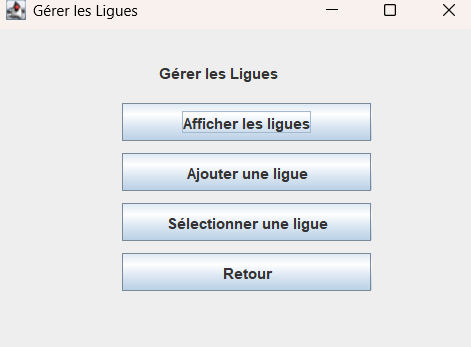 Gérer les Ligues
Gérer les Ligues
Afficher les ligues
Ajouter une ligue
Sélectionner une ligue
Retour